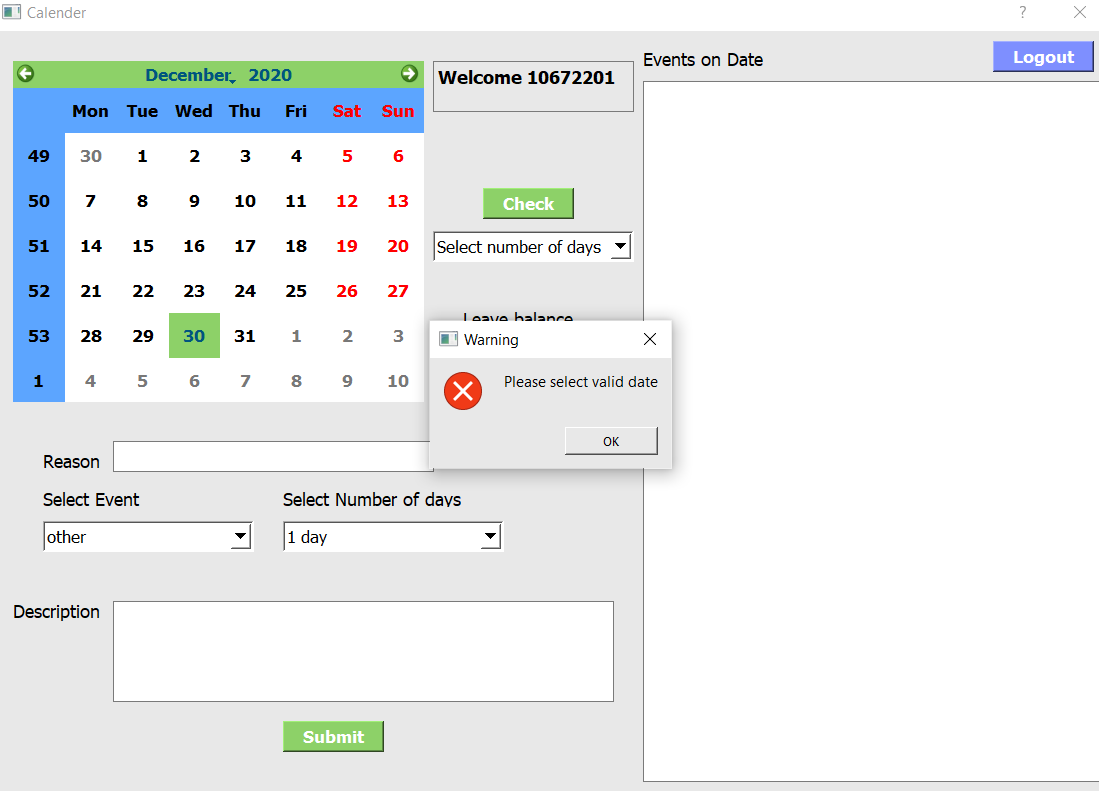 Calender
?
December 2020
Mon Tue Wed Thu Fri Sat Sun
49 30 1 2 3 4 5 6
50 7 8 9 10 11 12 13
51 14 15 16 17 18 19 20
52 21 22 23 24 25 26 27
53 28 29 30 31 1 2 3
1 4 5 6 7 8 9 10
Welcome 10672201
Check
Select number of days
Leave balance
Events on Date
Logout
Warning
Please select valid date
OK
Reason
Select Event
Select Number of days
other
1 day
Description
Submit